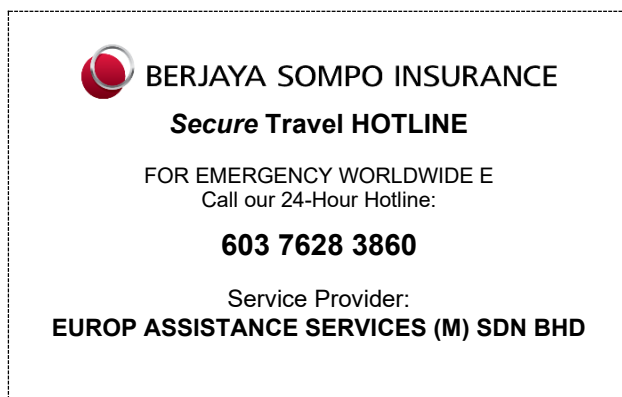 BERJAYA SOMPO INSURANCE
Secure Travel HOTLINE
FOR EMERGENCY WORLDWIDE E
Call our 24-Hour Hotline:
603 7628 3860
Service Provider:
EUROP ASSISTANCE SERVICES (M) SDN BHD